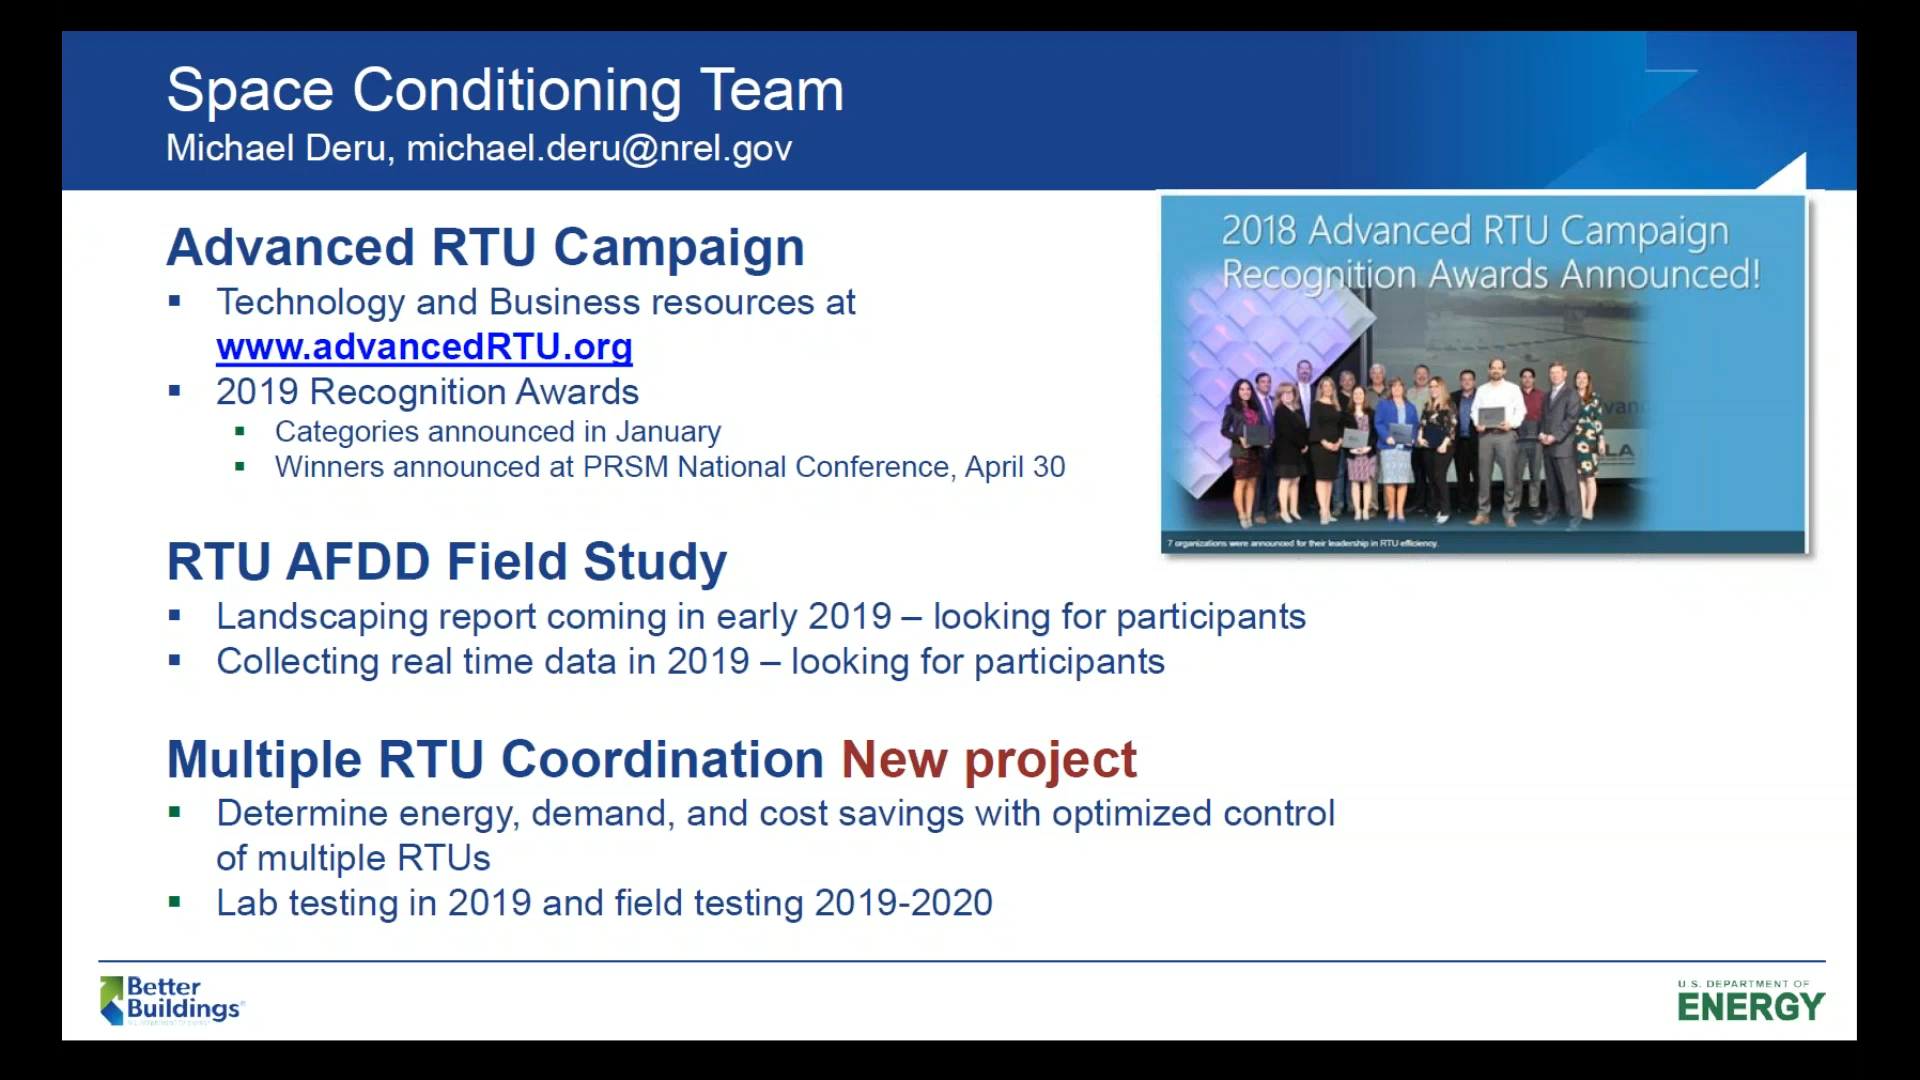 Space Conditioning Team
Michael Deru, michael.deru@nrel.gov
Advanced RTU Campaign
▪ Technology and Business resources at
www.advancedRTU.org
▪ 2019 Recognition Awards
▪ Categories announced in January
▪ Winners announced at PRSM National Conference, April 30
2018 Advanced RTU Campaign
Recognition Awards Announced!
7 organizations were announced for their leadership in RTU efficiency.
RTU AFDD Field Study
▪ Landscaping report coming in early 2019 – looking for participants
▪ Collecting real time data in 2019 – looking for participants
Multiple RTU Coordination New project
▪ Determine energy, demand, and cost savings with optimized control
of multiple RTUs
▪ Lab testing in 2019 and field testing 2019-2020
Better
Buildings
U.S. DEPARTMENT OF
ENERGY